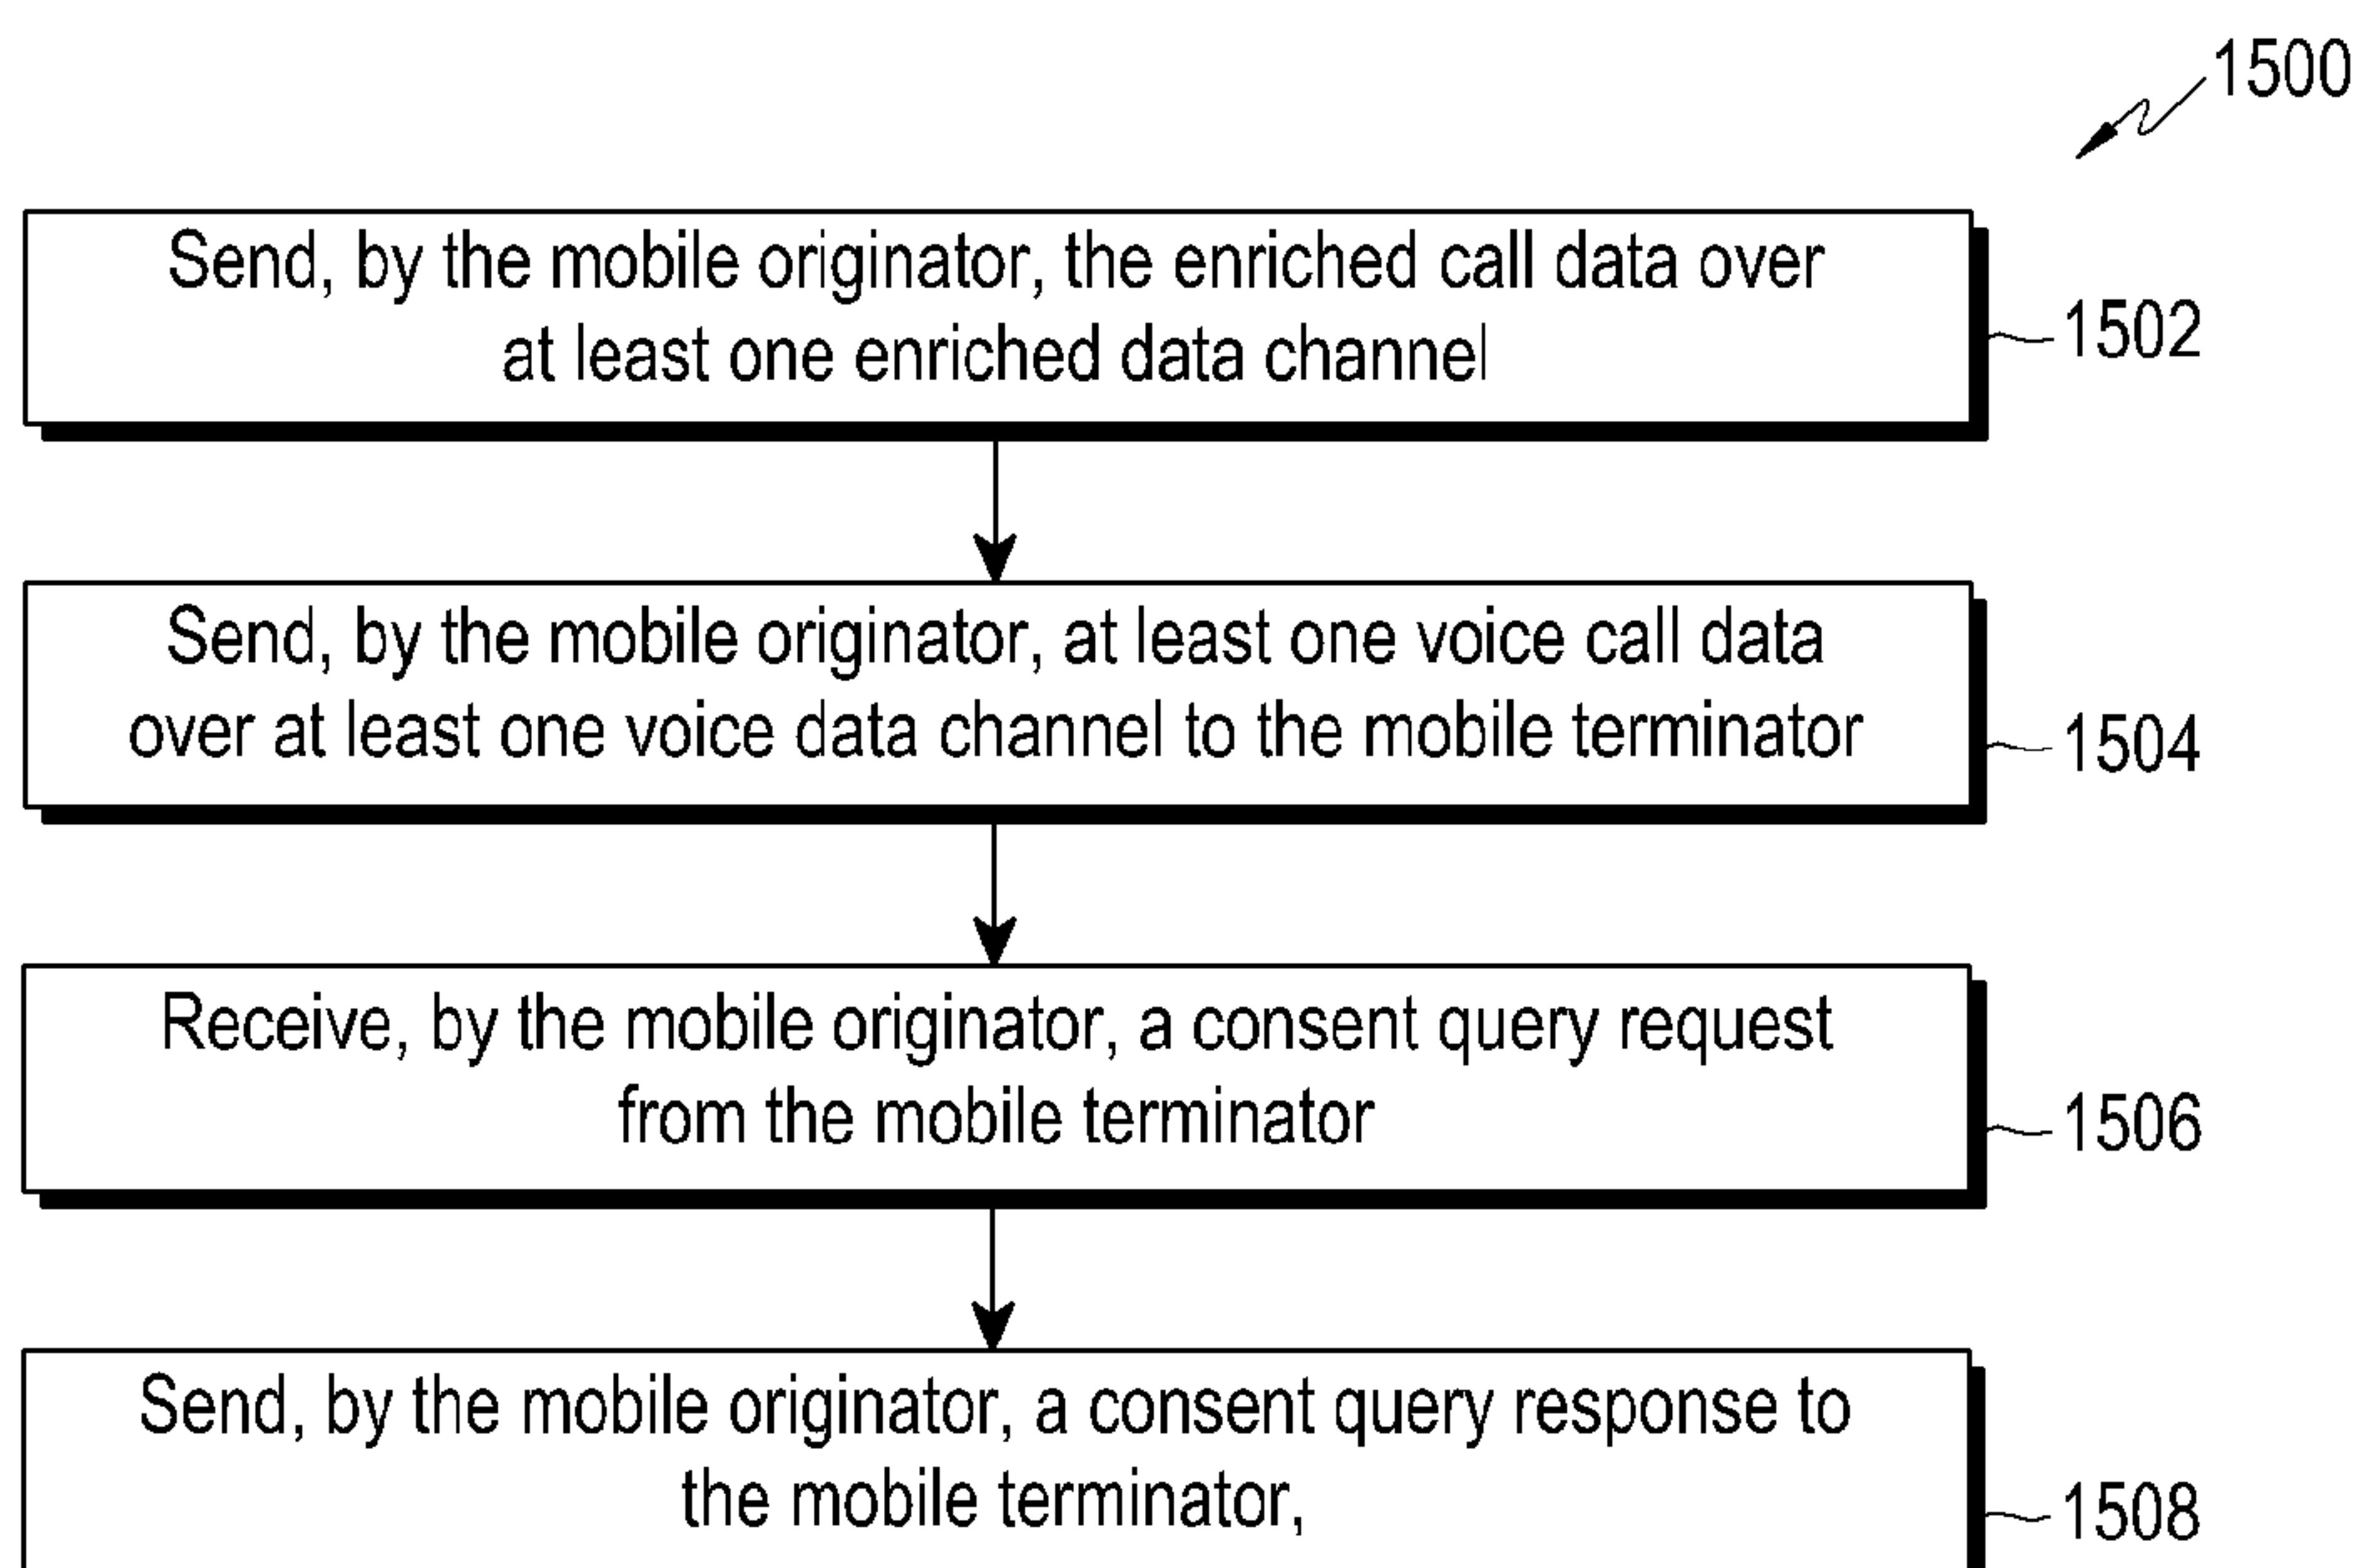 1500
Send, by the mobile originator, the enriched call data over
at least one enriched data channel
1502
Send, by the mobile originator, at least one voice call data
over at least one voice data channel to the mobile terminator
1504
Receive, by the mobile originator, a consent query request
from the mobile terminator
1506
Send, by the mobile originator, a consent query response to
the mobile terminator,
1508